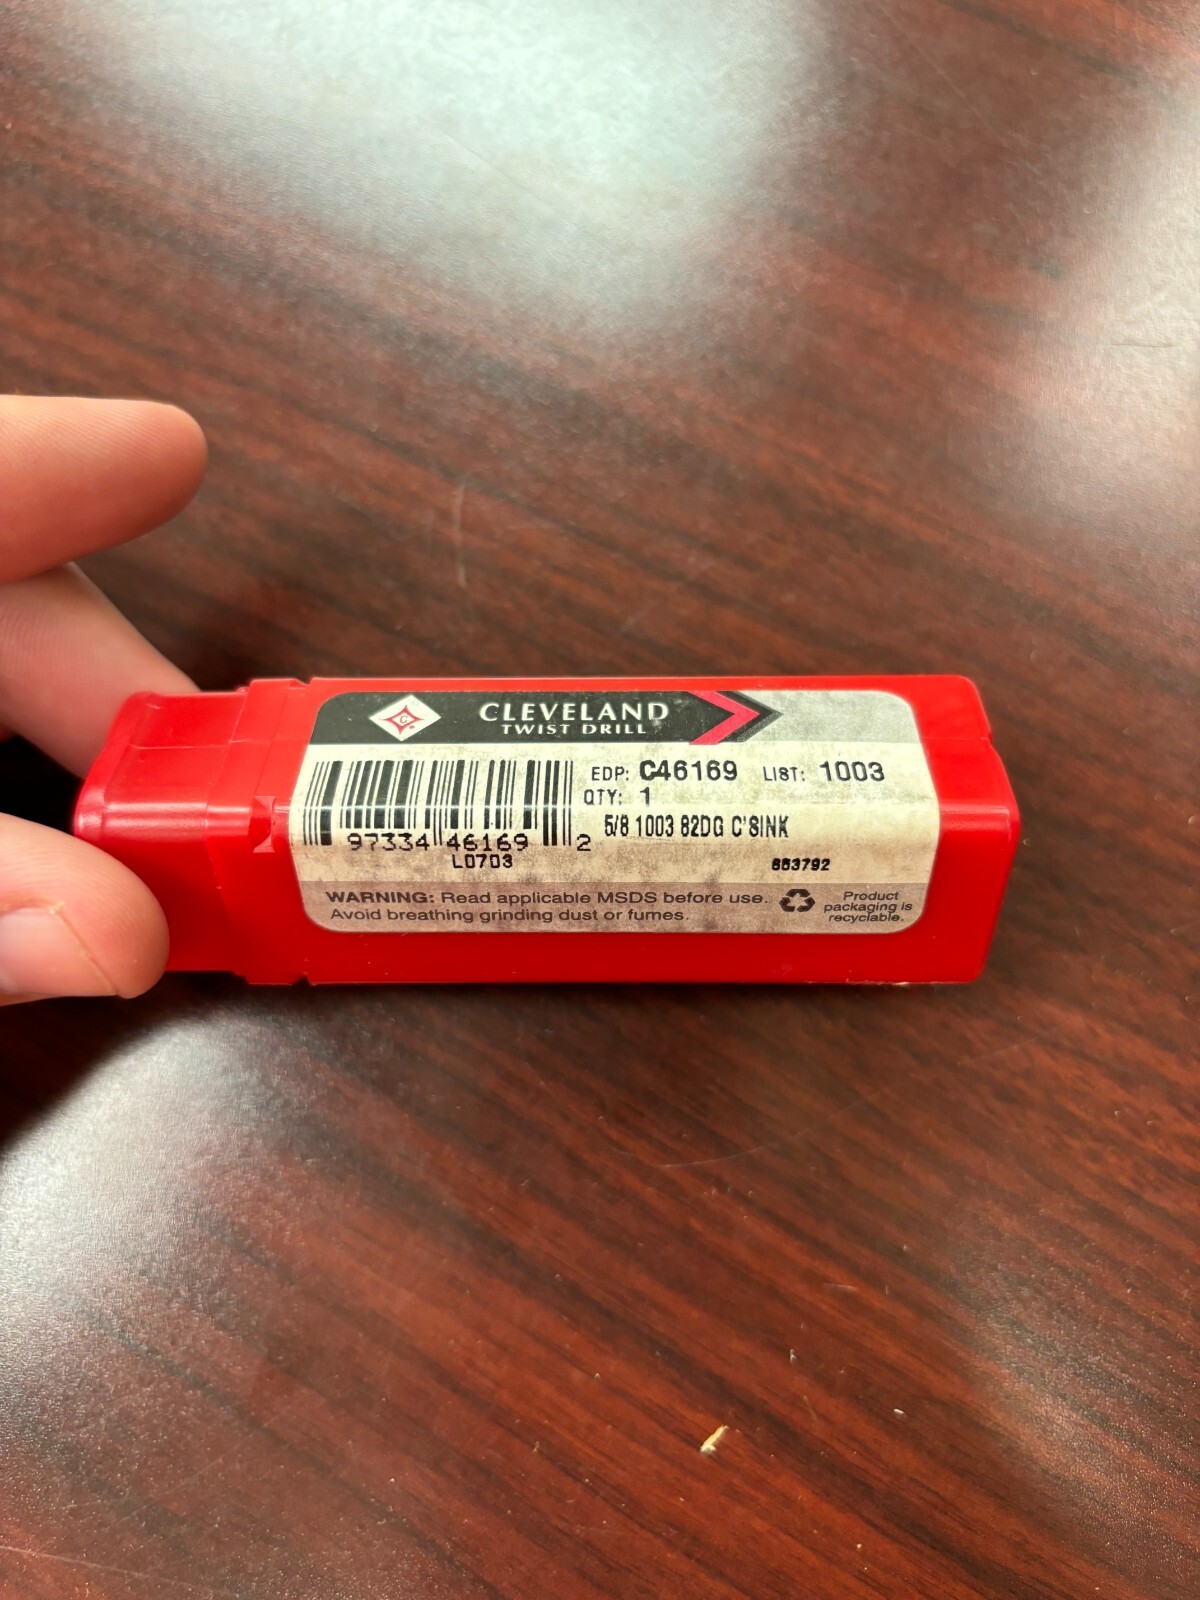 C
CLEVELAND
TWIST DRILL
EDP: C46169 LIST: 1003
QTY: 1
5/8 1003 82DG C'SINK
97334 46169 2
L0703
663792
WARNING: Read applicable MSDS before use.
Avoid breathing grinding dust or fumes.
Product
packaging is
recyclable.